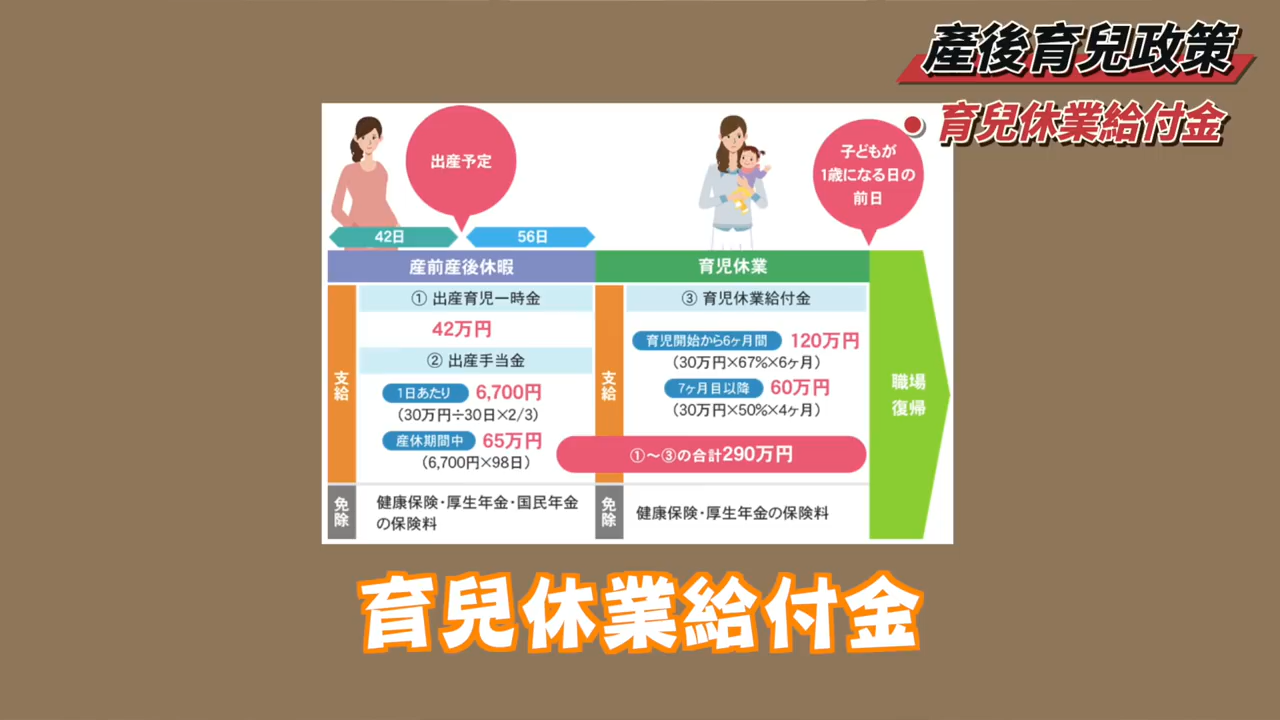 產後育兒政策
育兒休業給付金
出産予定
子どもが
1歳になる日の
前日
42日
56日
産前産後休暇
育児休業
支給
① 出産育児一時金
42万円
② 出産手当金
1日あたり 6,700円
(30万円÷30日×2/3)
産休期間中 65万円
(6,700円×98日)
支給
③ 育児休業給付金
育児開始から6ヶ月間 120万円
(30万円×67%×6ヶ月)
7ヶ月目以降 60万円
(30万円×50%×4ヶ月)
①〜③の合計290万円
職場
復帰
免除
健康保険・厚生年金・国民年金
の保険料
免除
健康保険・厚生年金の保険料
育兒休業給付金